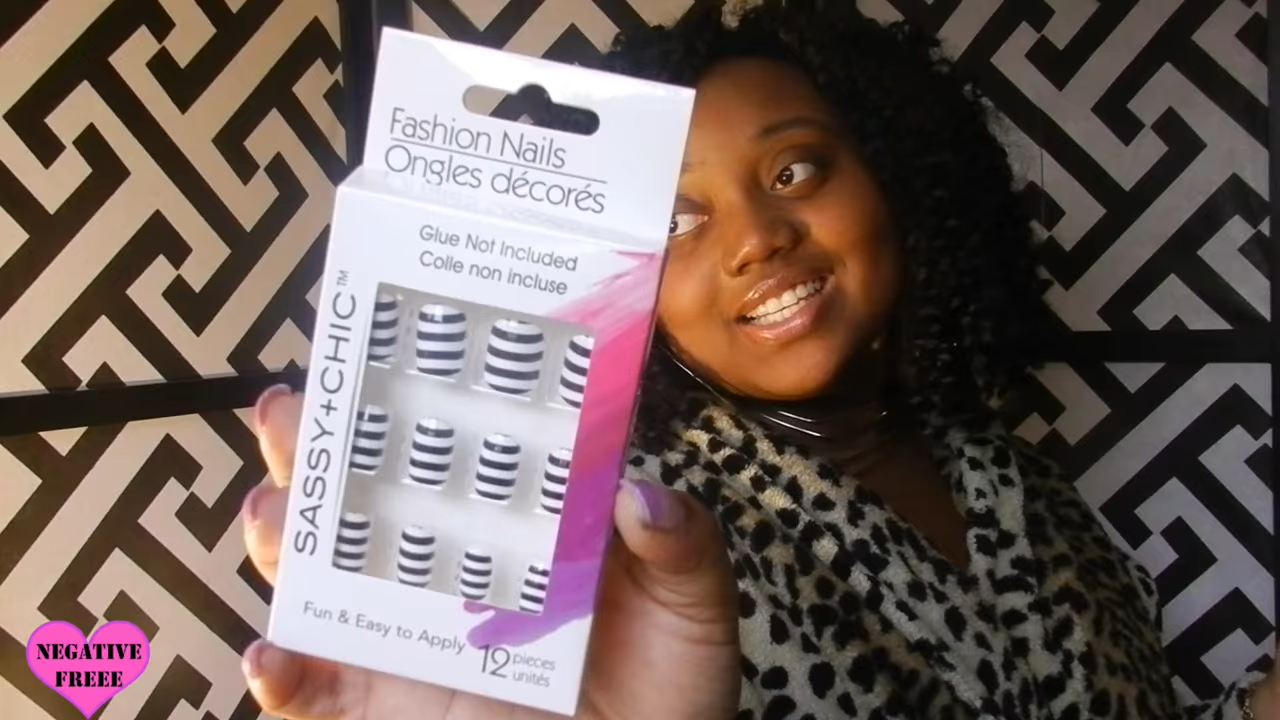 Fashion Nails
Ongles décorés
Glue Not Included
Colle non incluse
SASSY+CHIC™
Fun & Easy to Apply
12 pieces
unités
NEGATIVE
FREEE